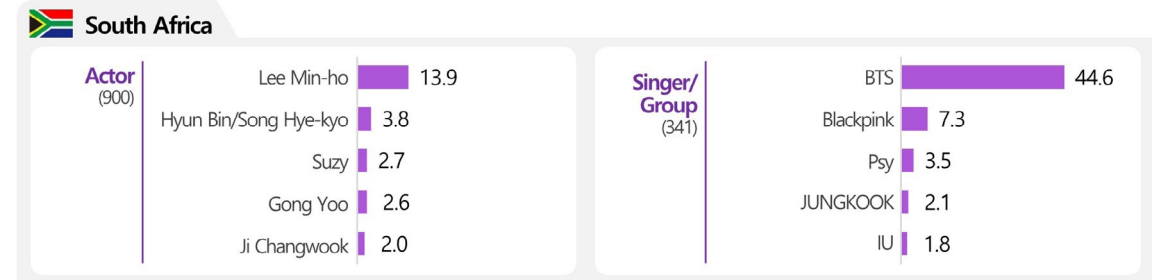 South Africa
Actor
(900)
Lee Min-ho 13.9
Hyun Bin/Song Hye-kyo 3.8
Suzy 2.7
Gong Yoo 2.6
Ji Changwook 2.0
Singer/
Group
(341)
BTS 44.6
Blackpink 7.3
Psy 3.5
JUNGKOOK 2.1
IU 1.8